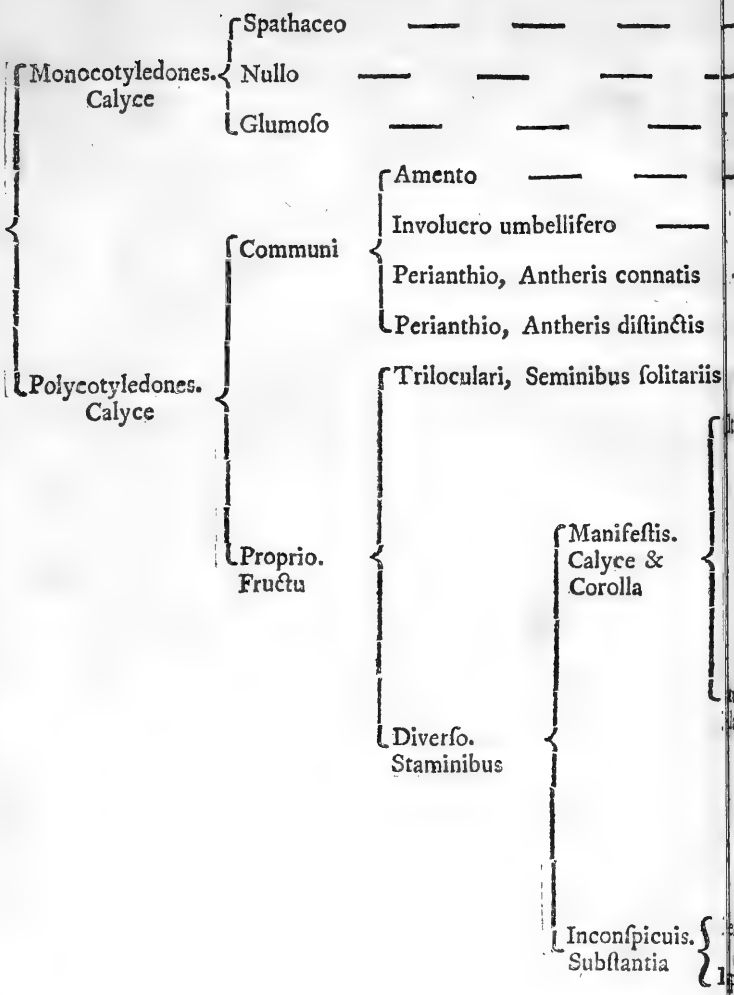 Spathaceo
Monocotyledones.
Nullo
Calyce
Glumoſo
Amento
Involucro umbellifero
Communi
Perianthio, Antheris connatis
Perianthio, Antheris diſtinctis
Polycotyledones.
Calyce
Triloculari, Seminibus ſolitariis
Manifeſtis.
Calyce &
Corolla
Proprio.
Fructu
Diverſo.
Staminibus
Inconſpicuis.
Subſtantia